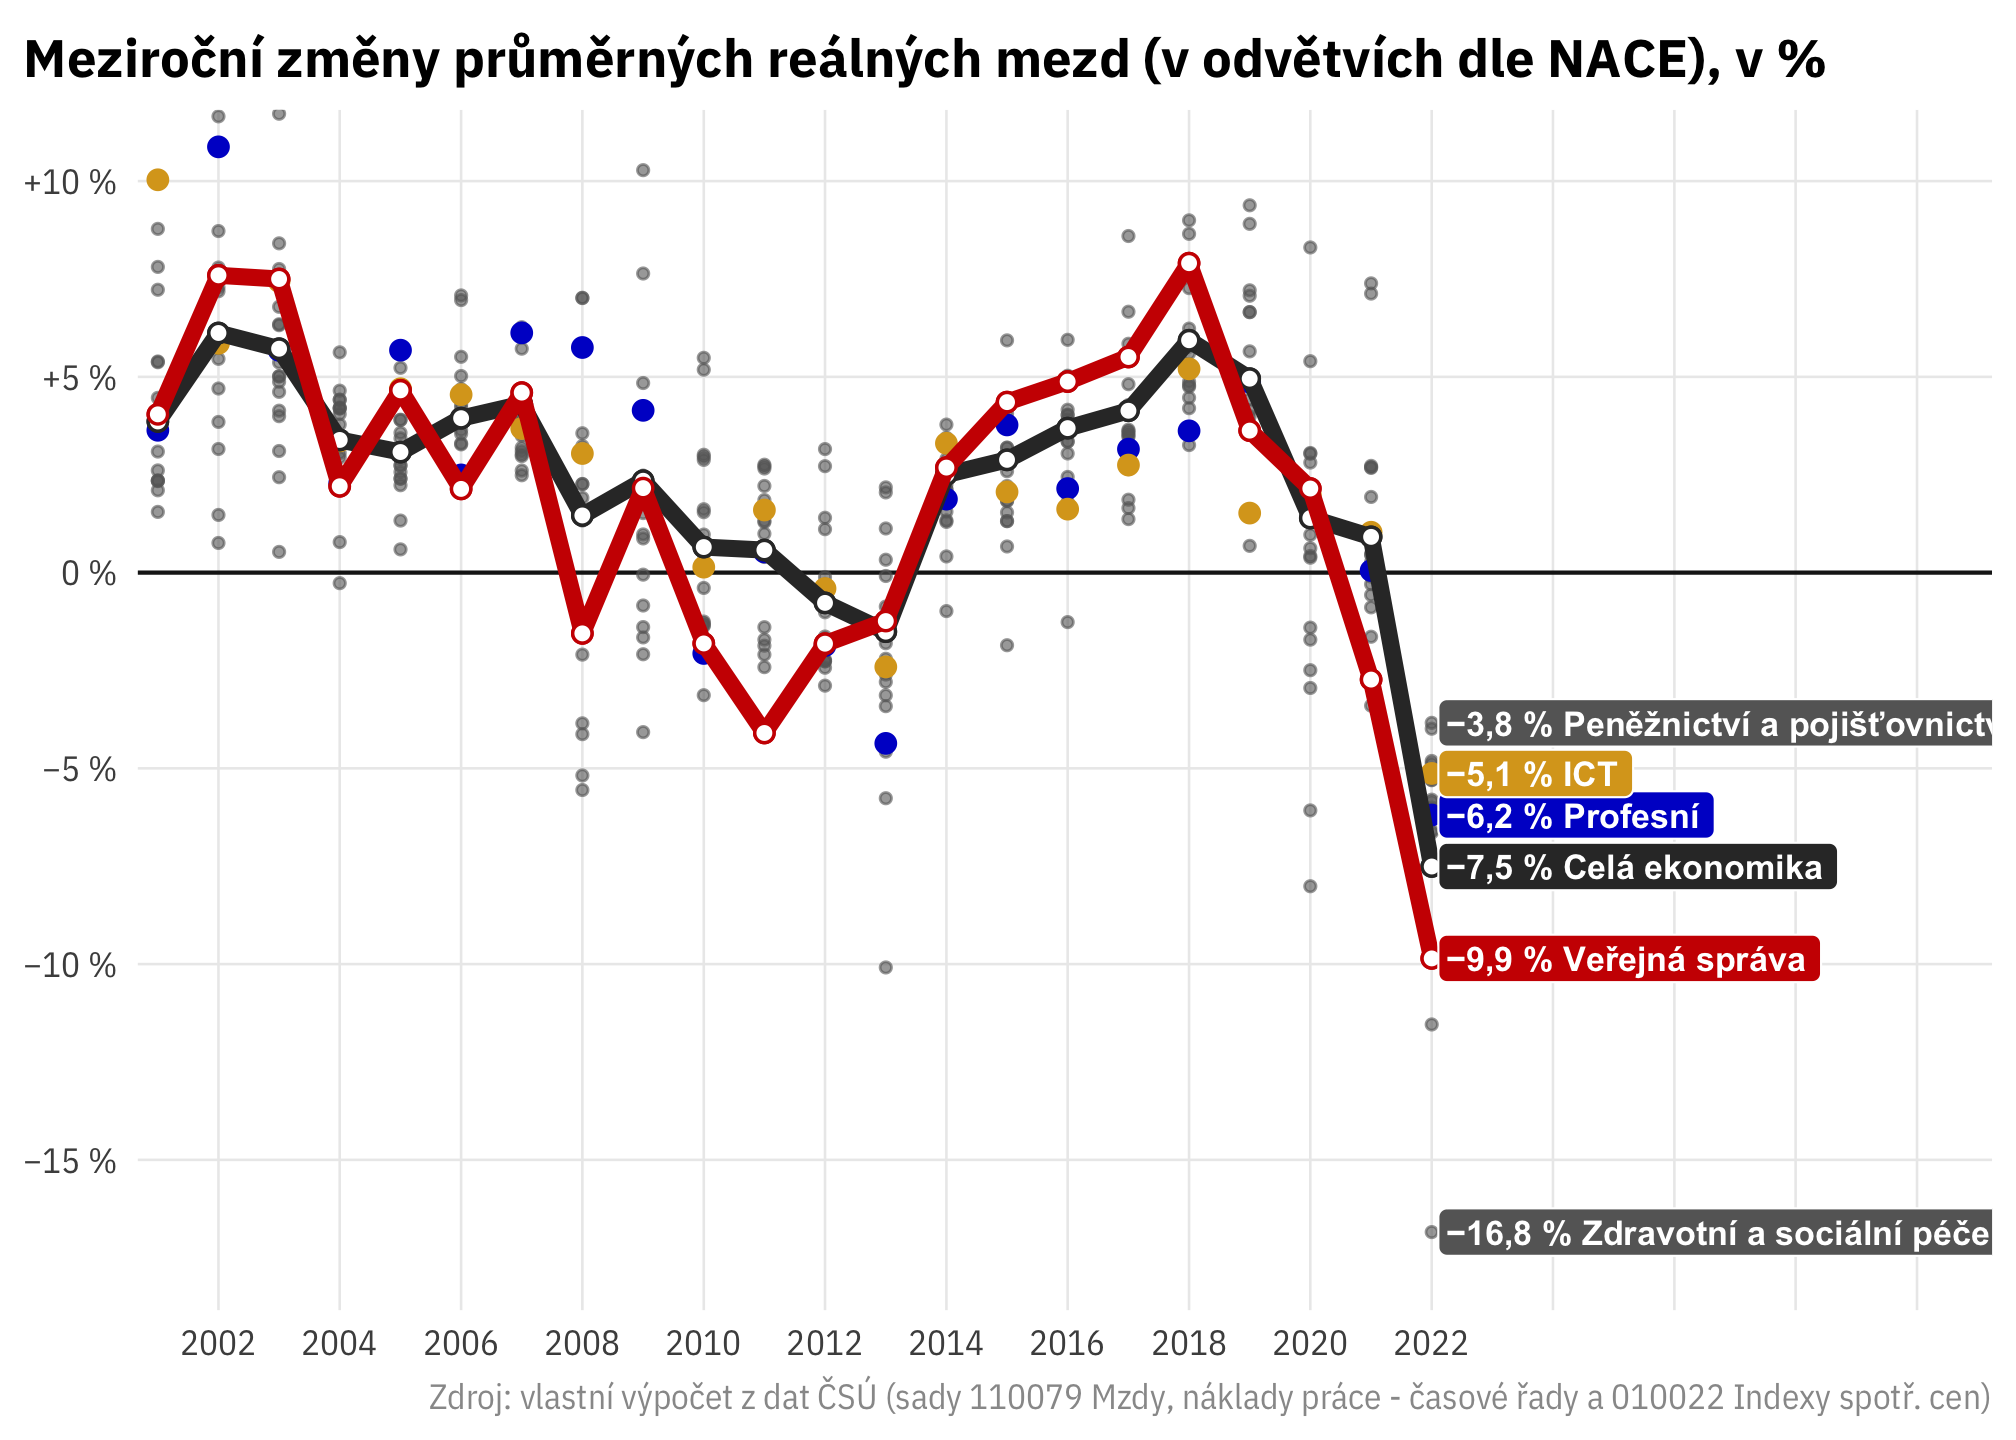 Meziroční změny průměrných reálných mezd (v odvětvích dle NACE), v %
+10 %
+5 %
0 %
−5 %
−10 %
−15 %
−3,8 % Peněžnictví a pojišťovnictv
−5,1 % ICT
−6,2 % Profesní
−7,5 % Celá ekonomika
−9,9 % Veřejná správa
−16,8 % Zdravotní a sociální péče
2002 2004 2006 2008 2010 2012 2014 2016 2018 2020 2022
Zdroj: vlastní výpočet z dat ČSÚ (sady 110079 Mzdy, náklady práce - časové řady a 010022 Indexy spotř. cen)